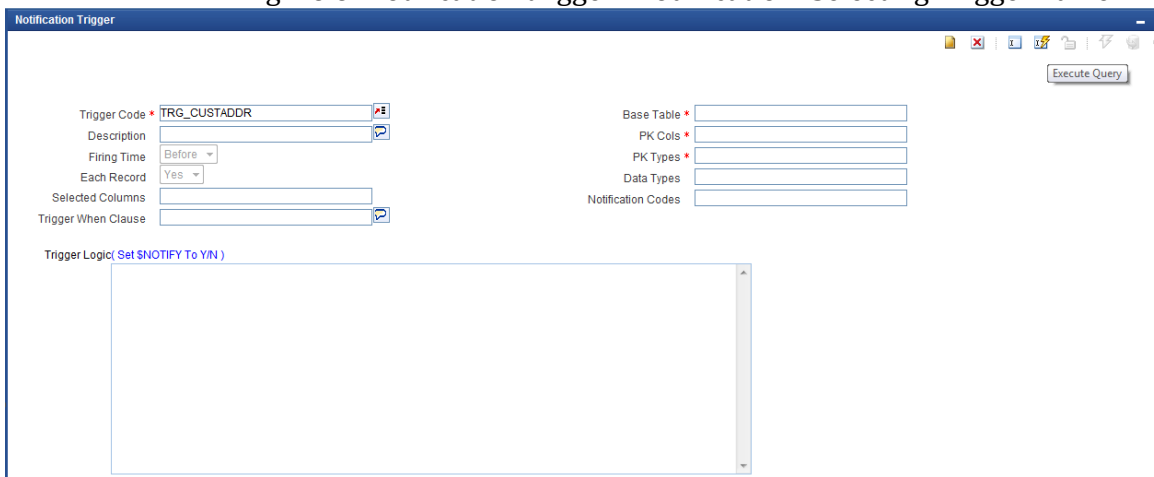 Notification Trigger
Execute Query
Trigger Code * TRG_CUSTADDR
Base Table *
Description
PK Cols *
Firing Time Before
PK Types *
Each Record Yes
Data Types
Selected Columns
Notification Codes
Trigger When Clause
Trigger Logic( Set $NOTIFY To Y/N )